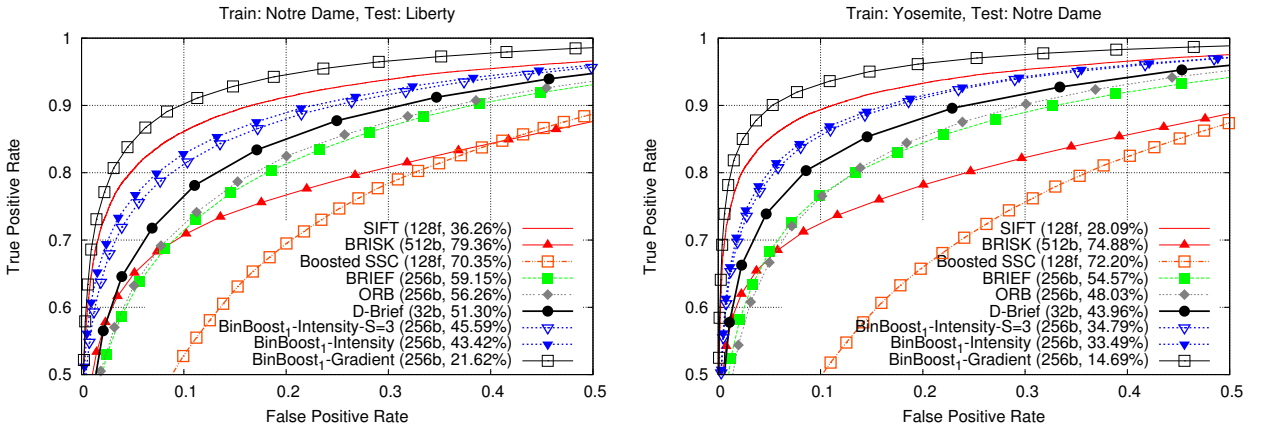 Train: Notre Dame, Test: Liberty
1
0.9
0.8
0.7
0.6
0.5
True Positive Rate
SIFT (128f, 36.26%)
BRISK (512b, 79.36%)
Boosted SSC (128f, 70.35%)
BRIEF (256b, 59.15%)
ORB (256b, 56.26%)
D-Brief (32b, 51.30%)
BinBoost₁-Intensity-S=3 (256b, 45.59%)
BinBoost₁-Intensity (256b, 43.42%)
BinBoost₁-Gradient (256b, 21.62%)
0 0.1 0.2 0.3 0.4 0.5
False Positive Rate
Train: Yosemite, Test: Notre Dame
1
0.9
0.8
0.7
0.6
0.5
True Positive Rate
SIFT (128f, 28.09%)
BRISK (512b, 74.88%)
Boosted SSC (128f, 72.20%)
BRIEF (256b, 54.57%)
ORB (256b, 48.03%)
D-Brief (32b, 43.96%)
BinBoost₁-Intensity-S=3 (256b, 34.79%)
BinBoost₁-Intensity (256b, 33.49%)
BinBoost₁-Gradient (256b, 14.69%)
0 0.1 0.2 0.3 0.4 0.5
False Positive Rate